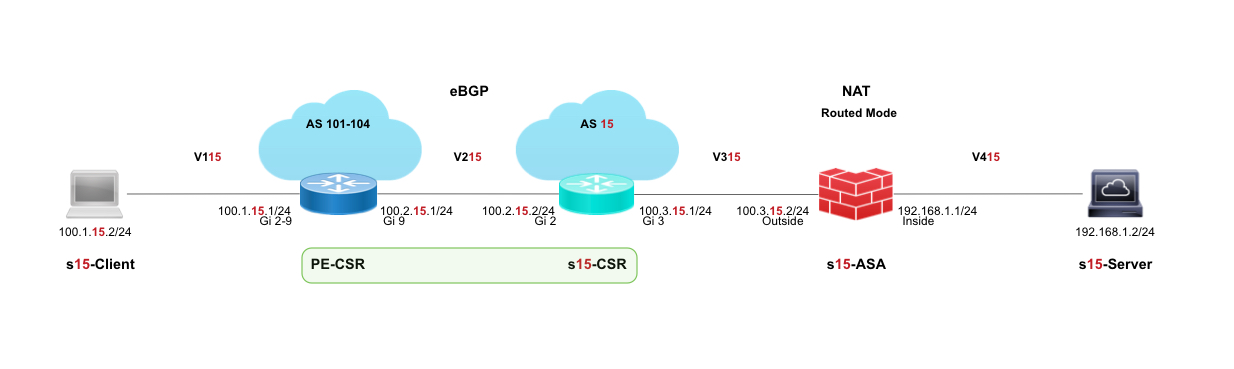 eBGP
NAT
Routed Mode
AS 101-104
AS 15
V115
V215
V315
V415
100.1.15.1/24
Gi 2-9
100.2.15.1/24
Gi 9
100.2.15.2/24
Gi 2
100.3.15.1/24
Gi 3
100.3.15.2/24
Outside
192.168.1.1/24
Inside
100.1.15.2/24
192.168.1.2/24
s15-Client
PE-CSR
s15-CSR
s15-ASA
s15-Server